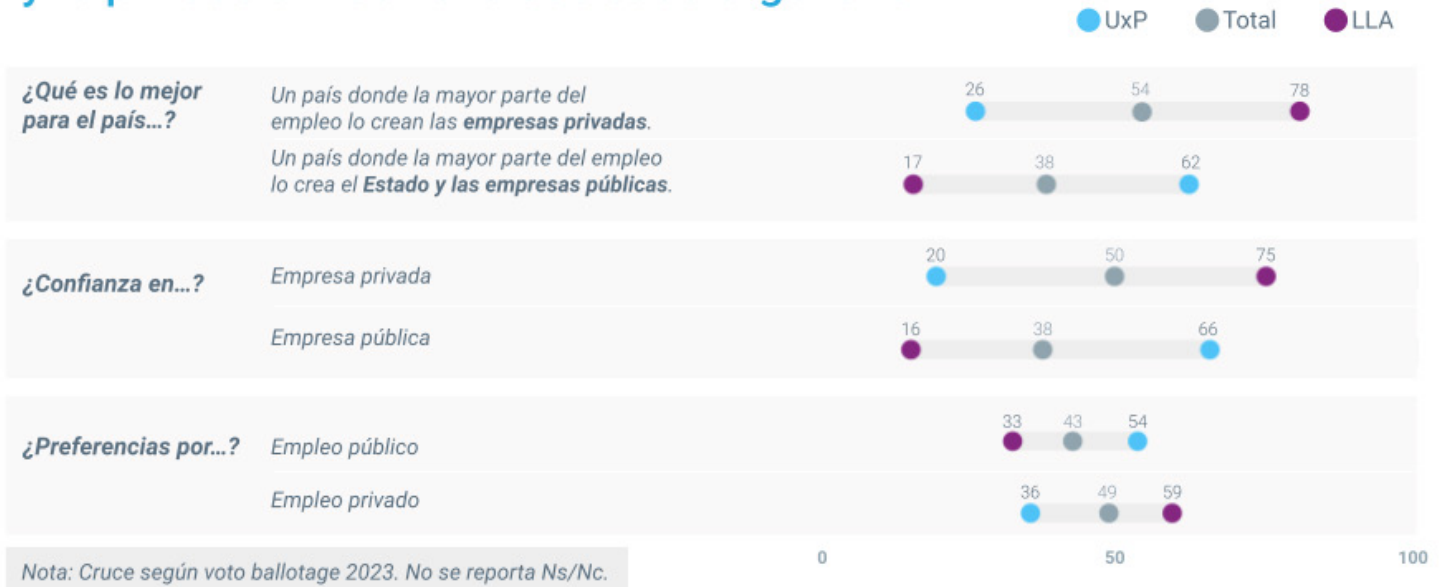 UxP Total LLA
¿Qué es lo mejor
para el país...?
Un país donde la mayor parte del
empleo lo crean las empresas privadas.
26 54 78
Un país donde la mayor parte del empleo
lo crea el Estado y las empresas públicas.
17 38 62
¿Confianza en...?
Empresa privada
20 50 75
Empresa pública
16 38 66
¿Preferencias por...?
Empleo público
33 43 54
Empleo privado
36 49 59
0 50 100
Nota: Cruce según voto ballotage 2023. No se reporta Ns/Nc.